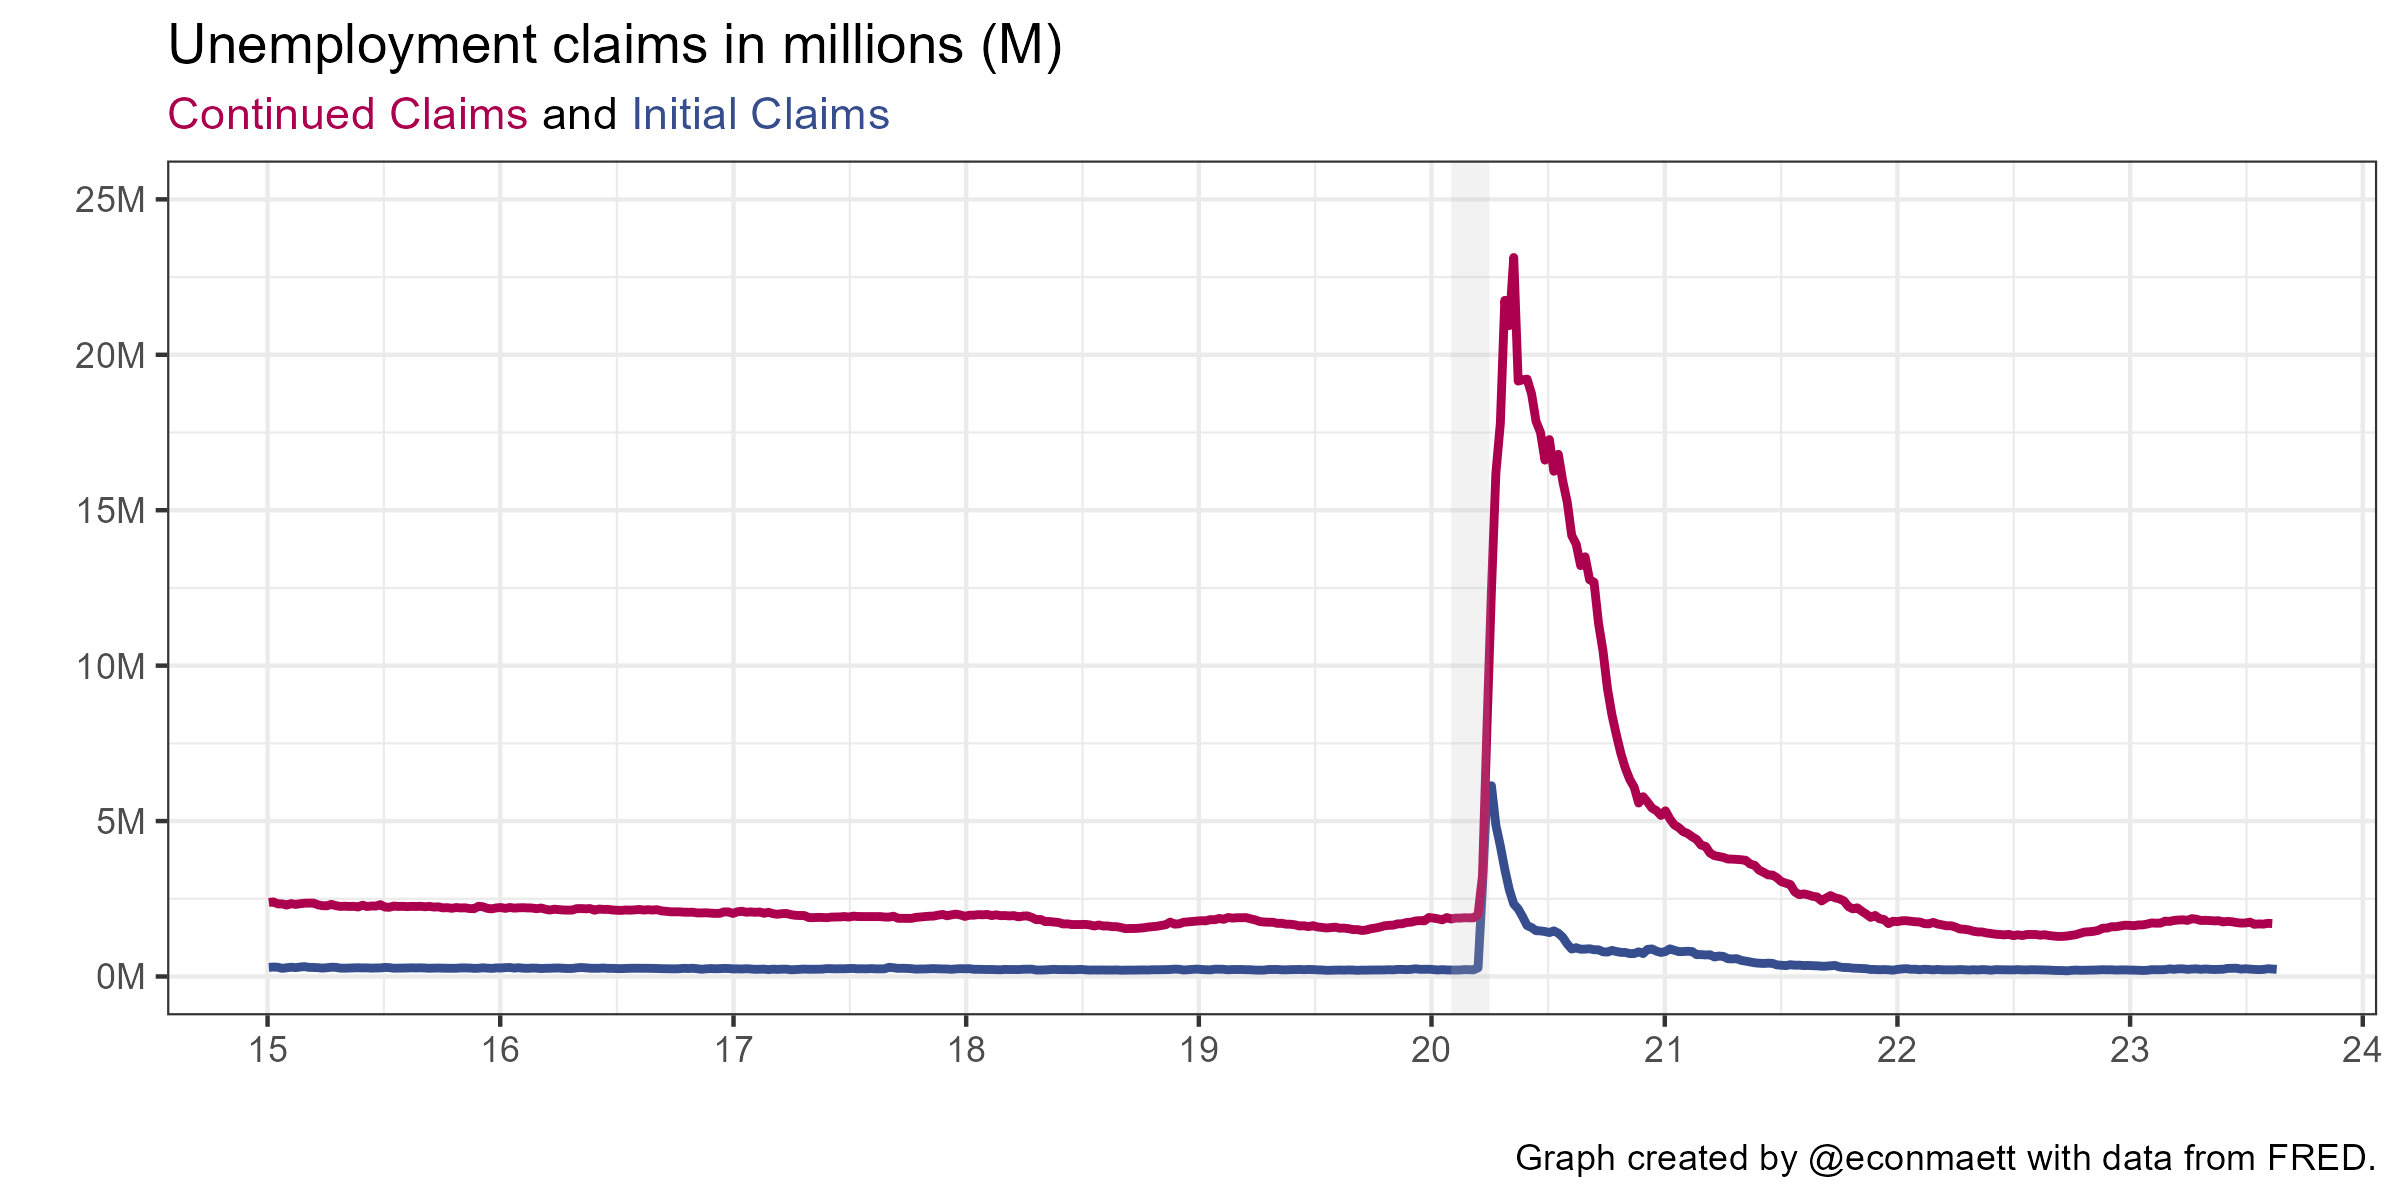 Unemployment claims in millions (M)
Continued Claims and Initial Claims
25M
20M
15M
10M
5M
0M
15 16 17 18 19 20 21 22 23 24
Graph created by @econmaett with data from FRED.